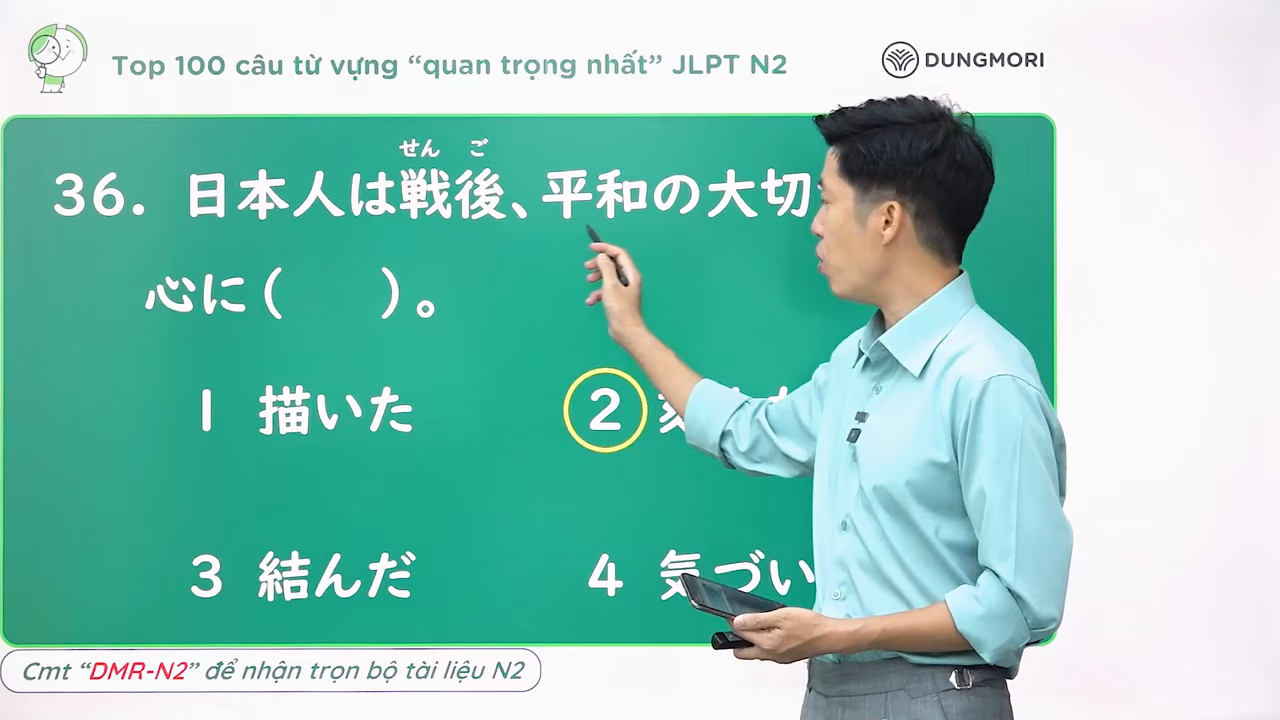 Top 100 câu từ vựng “quan trọng nhất” JLPT N2
DUNGMORI
せん ご
36. 日本人は戦後、平和の大切
心に( )。
1 描いた
2
3 結んだ
4 気づい
Cmt “DMR-N2” để nhận trọn bộ tài liệu N2